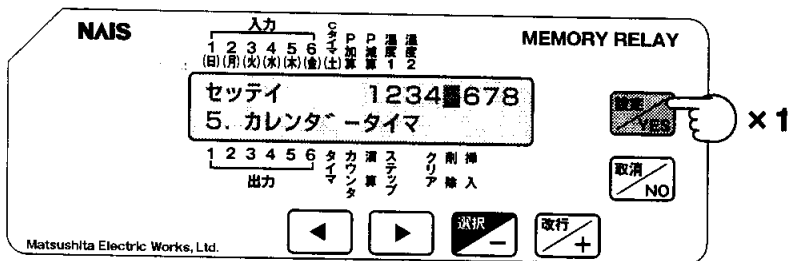 NAIS
MEMORY RELAY
入力
1 2 3 4 5 6 Cタイマ P加算 P減算 温度1 温度2
(日)(月)(火)(水)(木)(金)(土)
セッテイ 1234 678
5. カレンダータイマ
1 2 3 4 5 6 タイマ カウンタ 演算 ステップ クリア 削除 挿入
出力
設定/YES
×1
取消/NO
◀ ▶ 選択/− 改行/+
Matsushita Electric Works, Ltd.